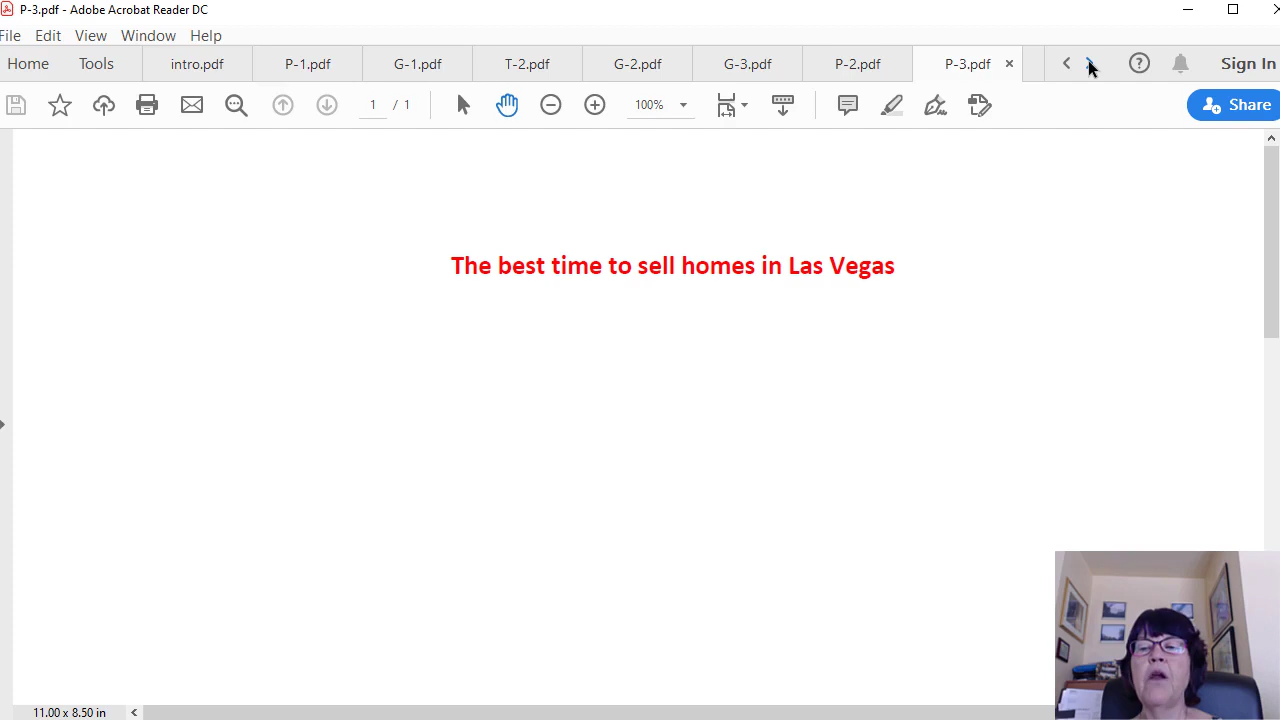 P-3.pdf - Adobe Acrobat Reader DC
File Edit View Window Help
Home Tools intro.pdf P-1.pdf G-1.pdf T-2.pdf G-2.pdf G-3.pdf P-2.pdf P-3.pdf Sign In
1 / 1 100% Share
The best time to sell homes in Las Vegas
11.00 x 8.50 in